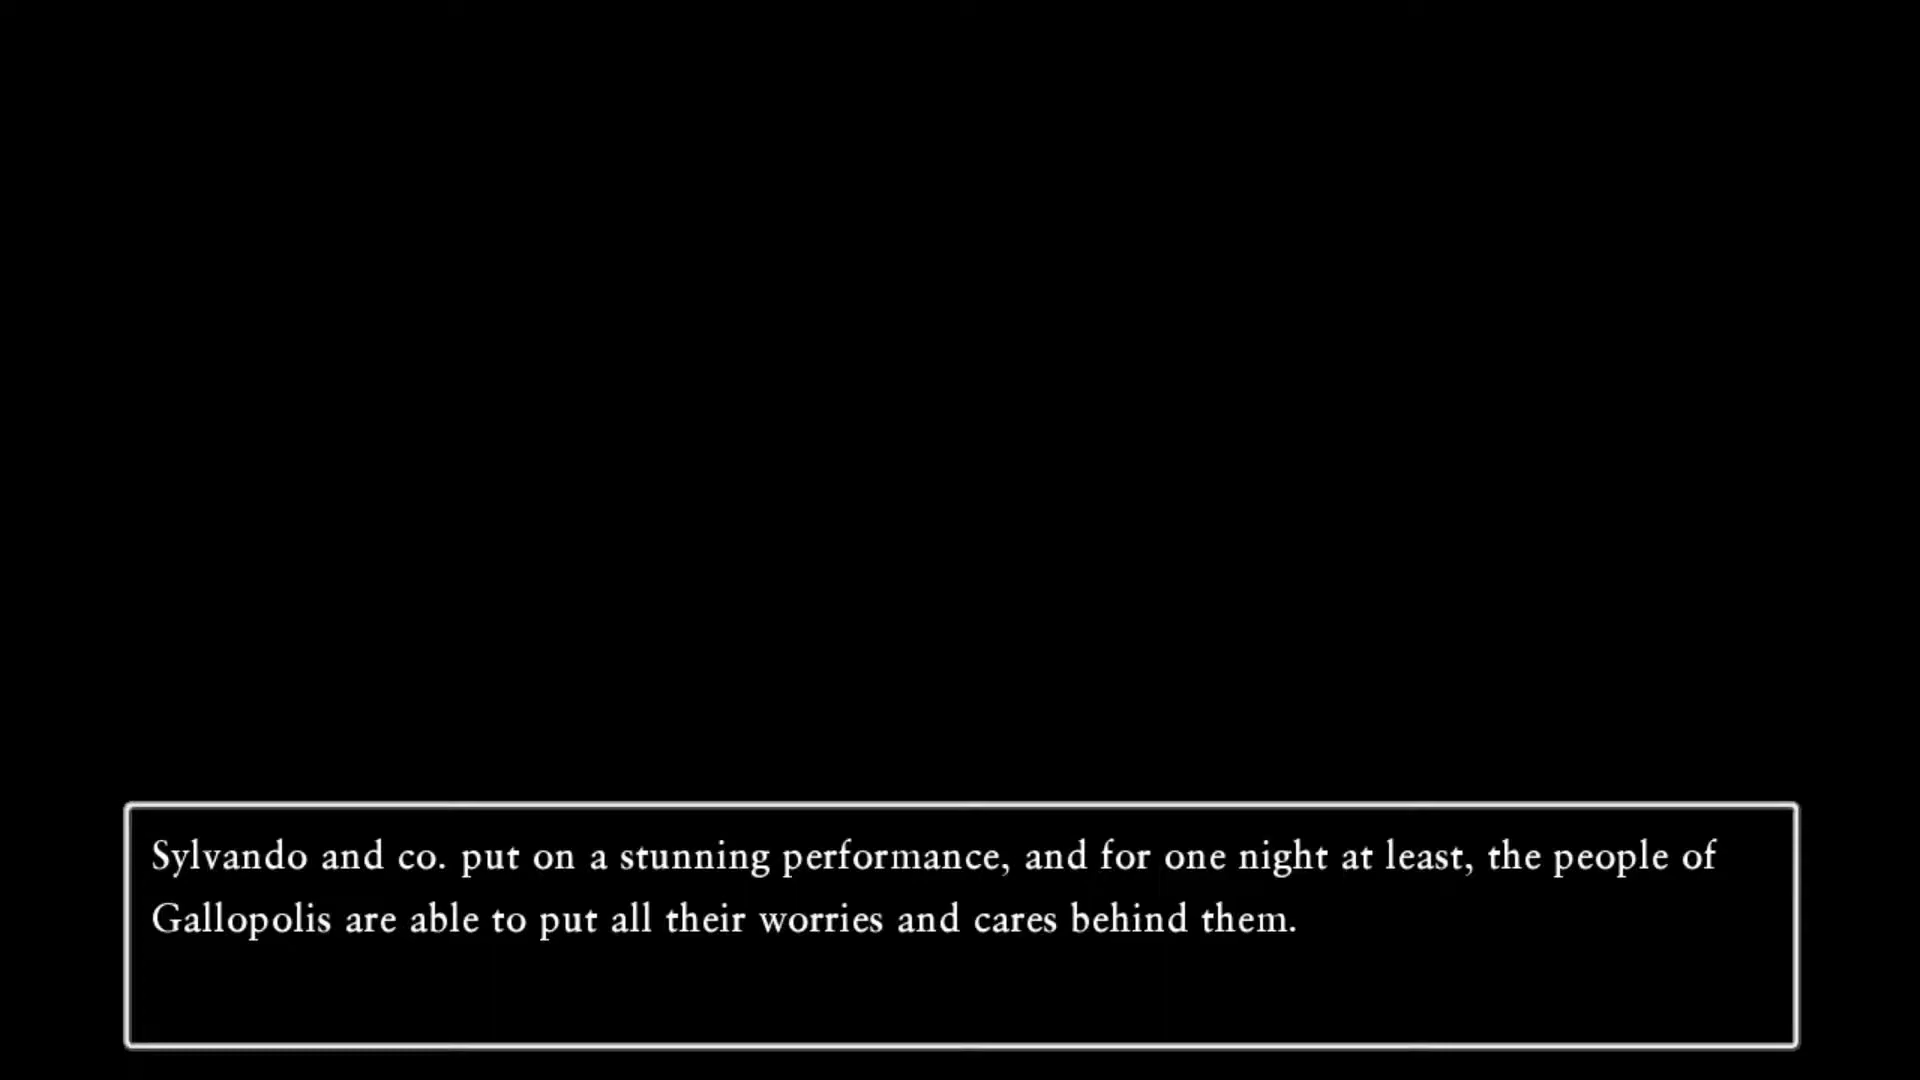 Sylvando and co. put on a stunning performance, and for one night at least, the people of
Gallopolis are able to put all their worries and cares behind them.